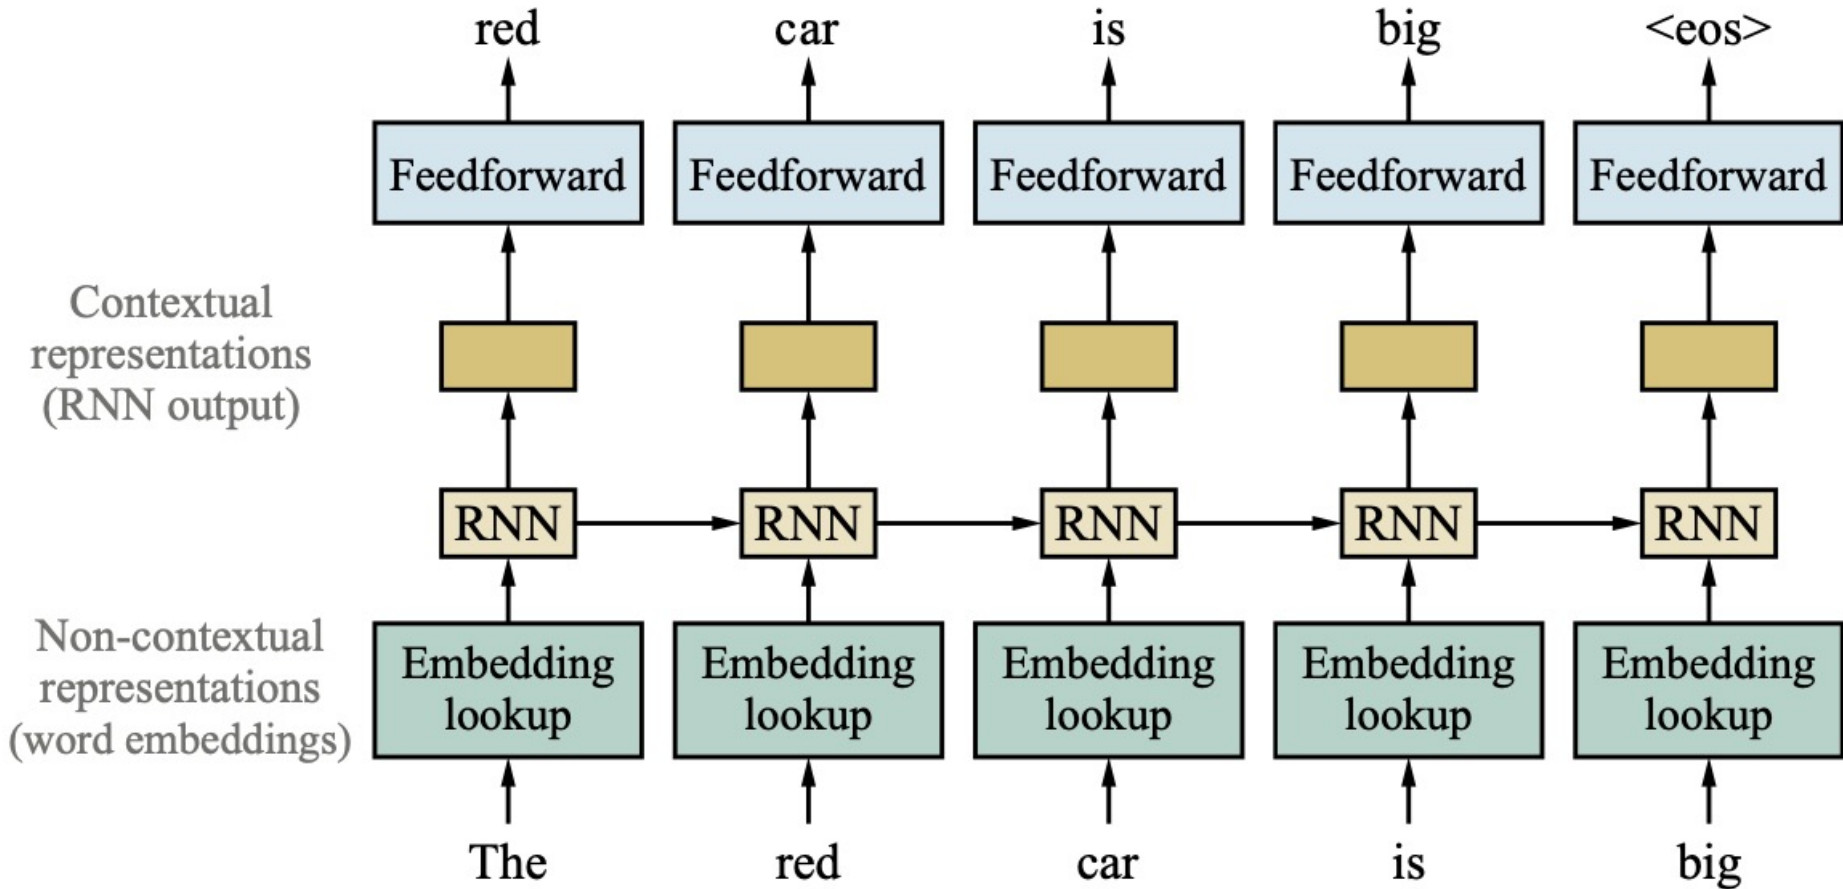 red car is big <eos>
Feedforward Feedforward Feedforward Feedforward Feedforward
Contextual
representations
(RNN output)
RNN RNN RNN RNN RNN
Non-contextual
representations
(word embeddings)
Embedding Embedding Embedding Embedding Embedding
lookup lookup lookup lookup lookup
The red car is big